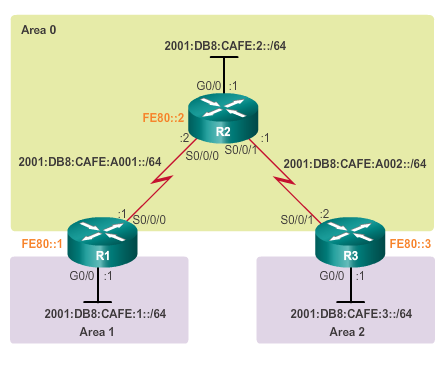 Area 0
2001:DB8:CAFE:2::/64
G0/0 :1
FE80::2
R2
:2 :1
S0/0/0 S0/0/1
2001:DB8:CAFE:A001::/64
2001:DB8:CAFE:A002::/64
:1 S0/0/0
S0/0/1 :2
FE80::1
R1
R3
FE80::3
G0/0 :1
G0/0 :1
2001:DB8:CAFE:1::/64
2001:DB8:CAFE:3::/64
Area 1
Area 2